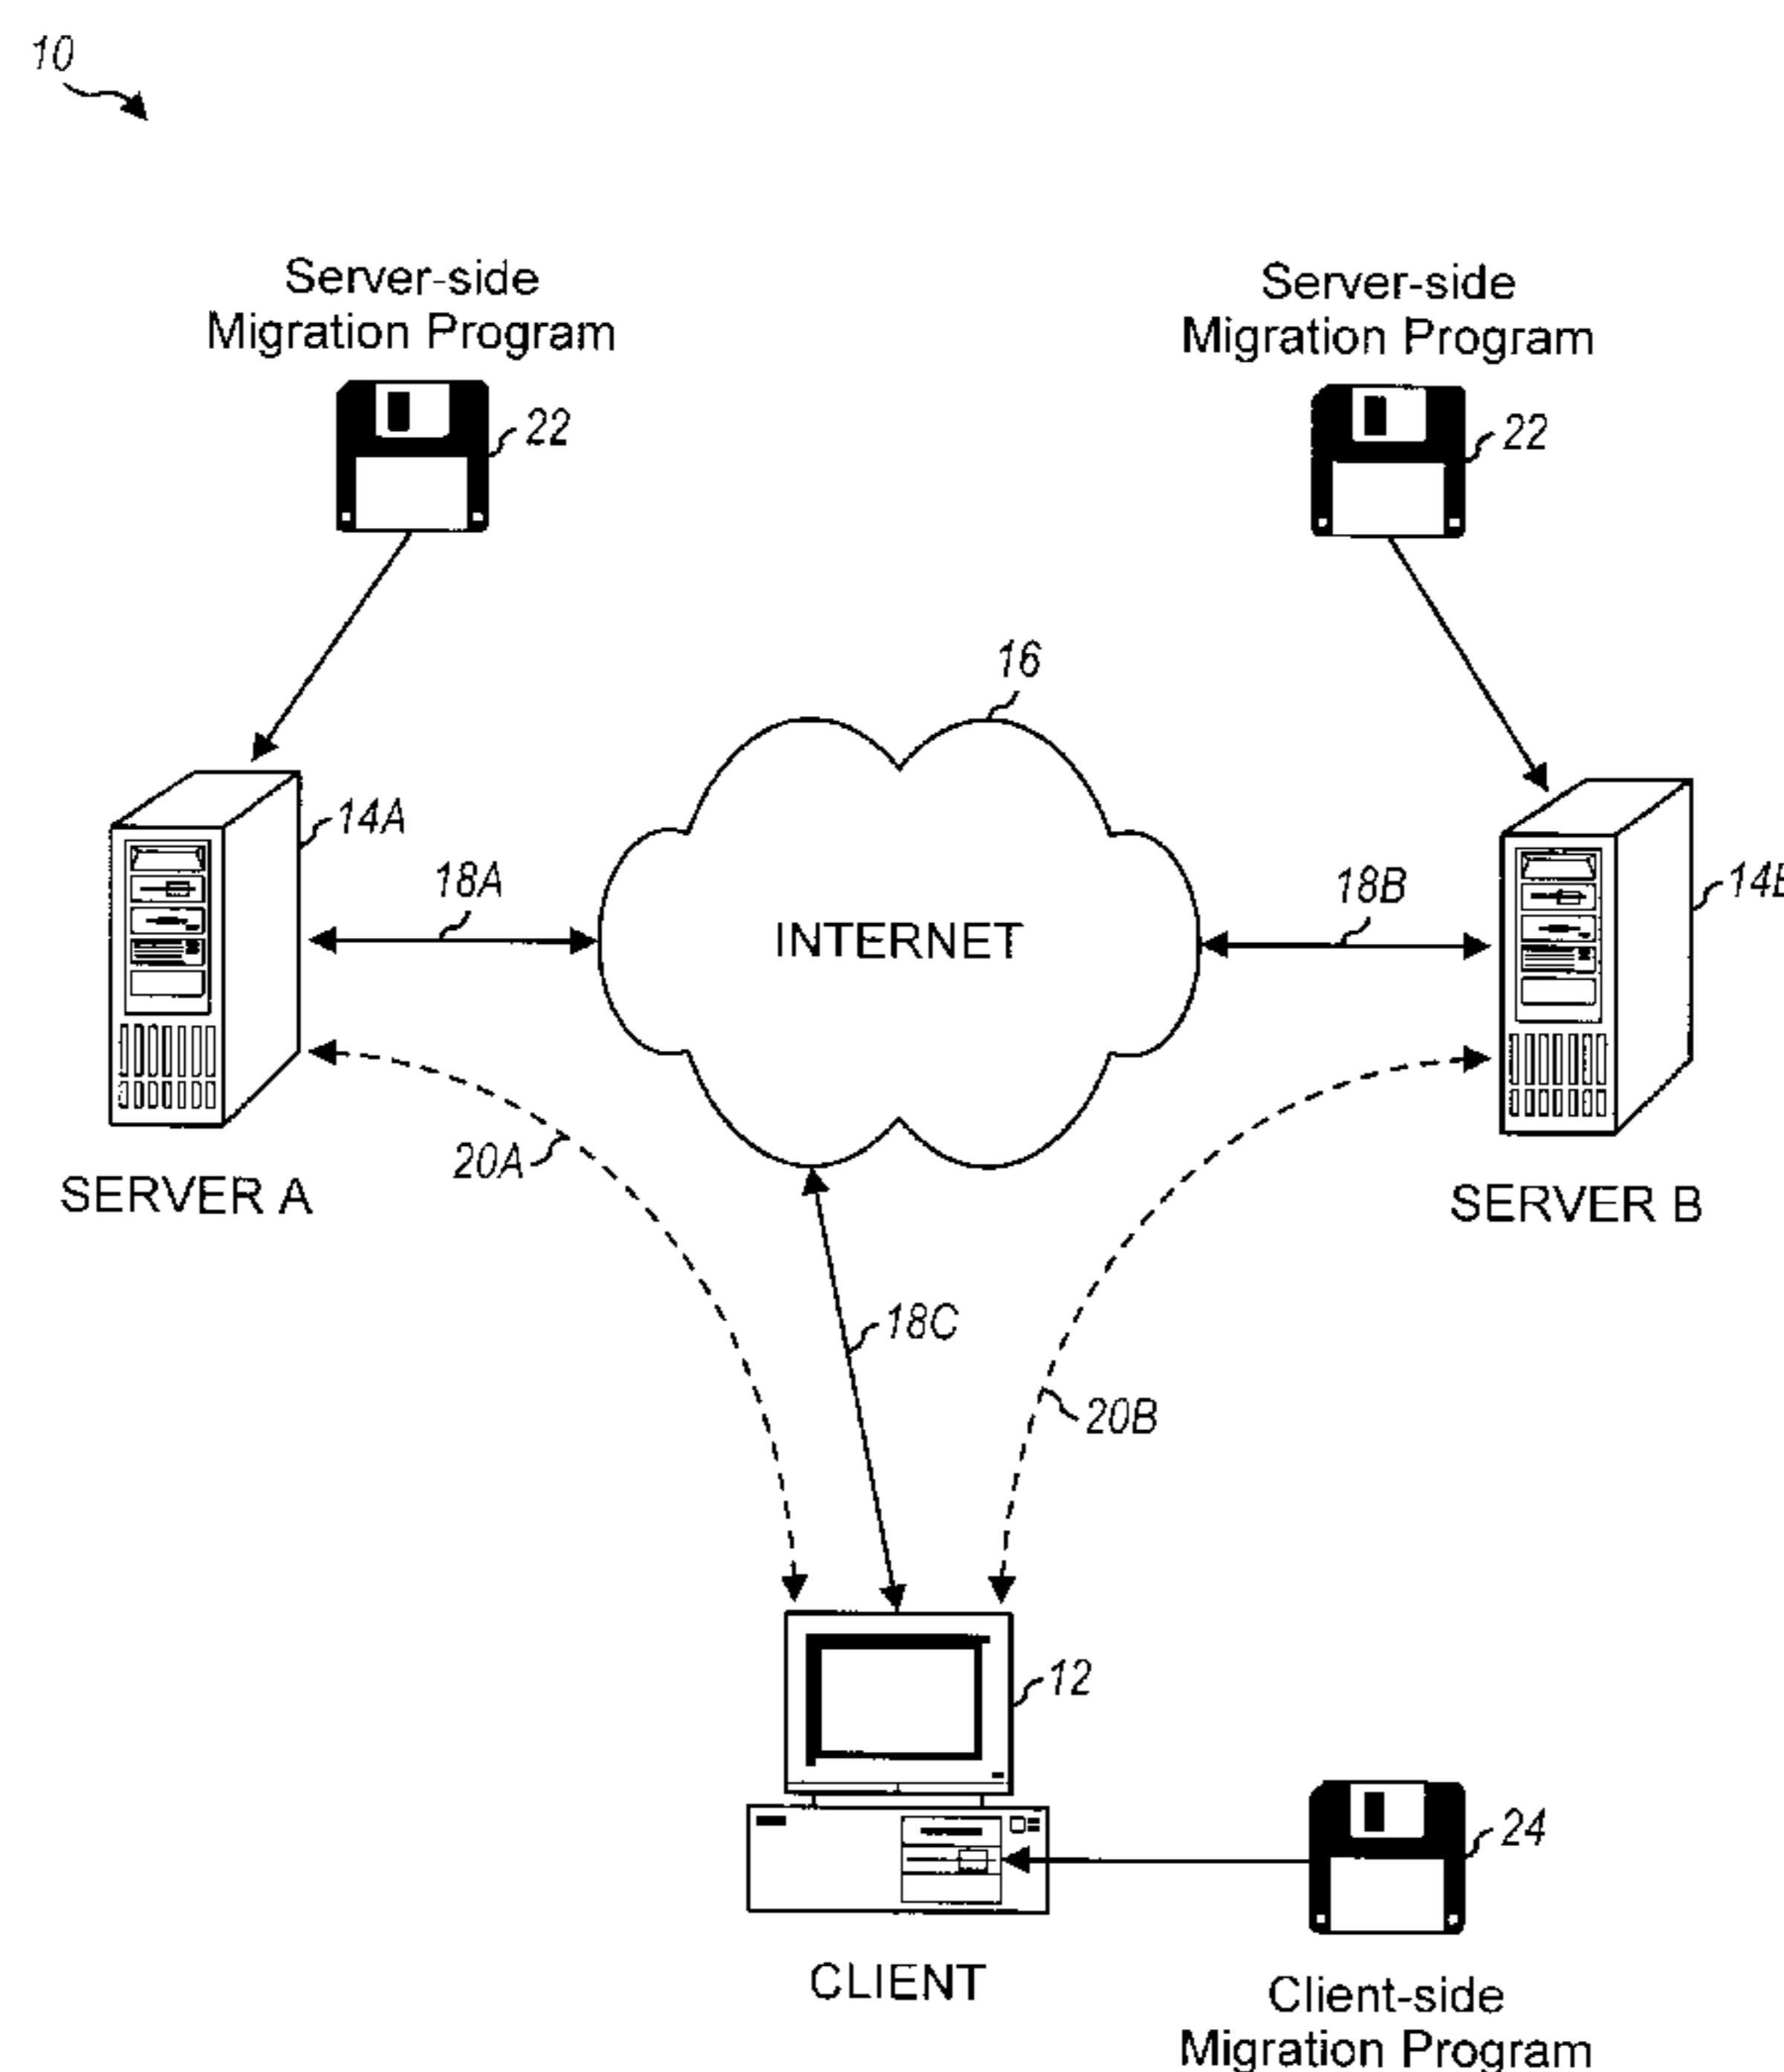 10
Server-side
Migration Program
22
Server-side
Migration Program
22
16
14A
18A
INTERNET
18B
14B
20A
SERVER A
SERVER B
18C
20B
12
24
CLIENT
Client-side
Migration Program